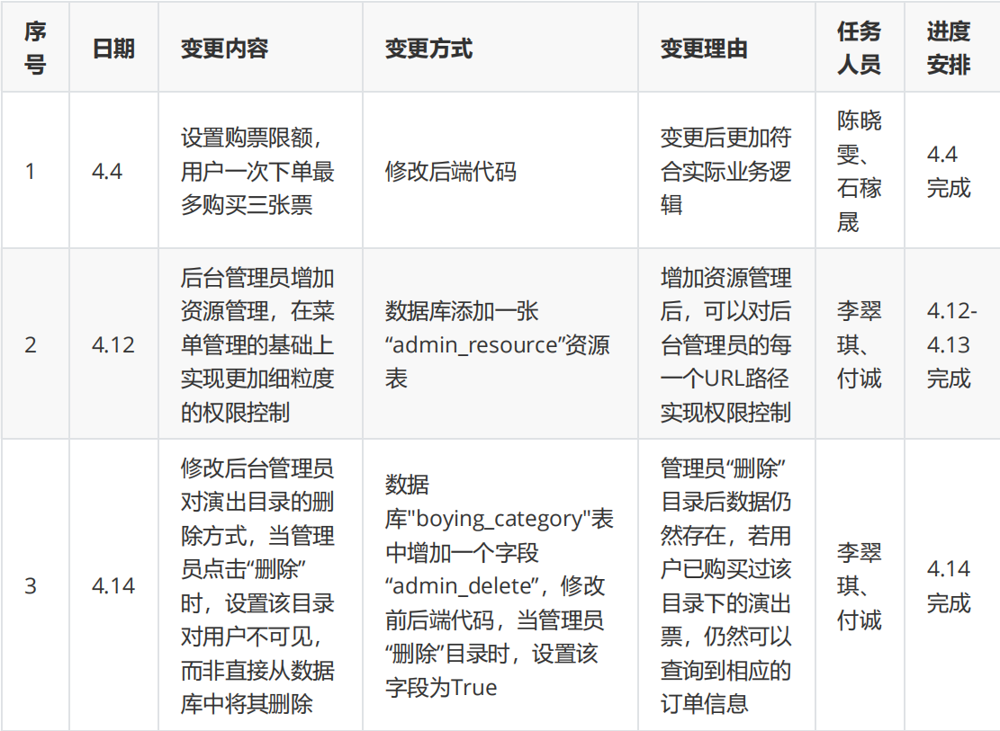 序
号
日期
变更内容
变更方式
变更理由
任务
人员
进度
安排
1
4.4
设置购票限额，
用户一次下单最
多购买三张票
修改后端代码
变更后更加符
合实际业务逻
辑
陈晓
雯、
石稼
晟
4.4
完成
2
4.12
后台管理员增加
资源管理，在菜
单管理的基础上
实现更加细粒度
的权限控制
数据库添加一张
“admin_resource”资源
表
增加资源管理
后，可以对后
台管理员的每
一个URL路径
实现权限控制
李翠
琪、
付诚
4.12-
4.13
完成
3
4.14
修改后台管理员
对演出目录的删
除方式，当管理
员点击“删除”
时，设置该目录
对用户不可见，
而非直接从数据
库中将其删除
数据
库"boying_category"表
中增加一个字段
“admin_delete”，修改
前后端代码，当管理员
“删除”目录时，设置该
字段为True
管理员“删除”
目录后数据仍
然存在，若用
户已购买过该
目录下的演出
票，仍然可以
查询到相应的
订单信息
李翠
琪、
付诚
4.14
完成